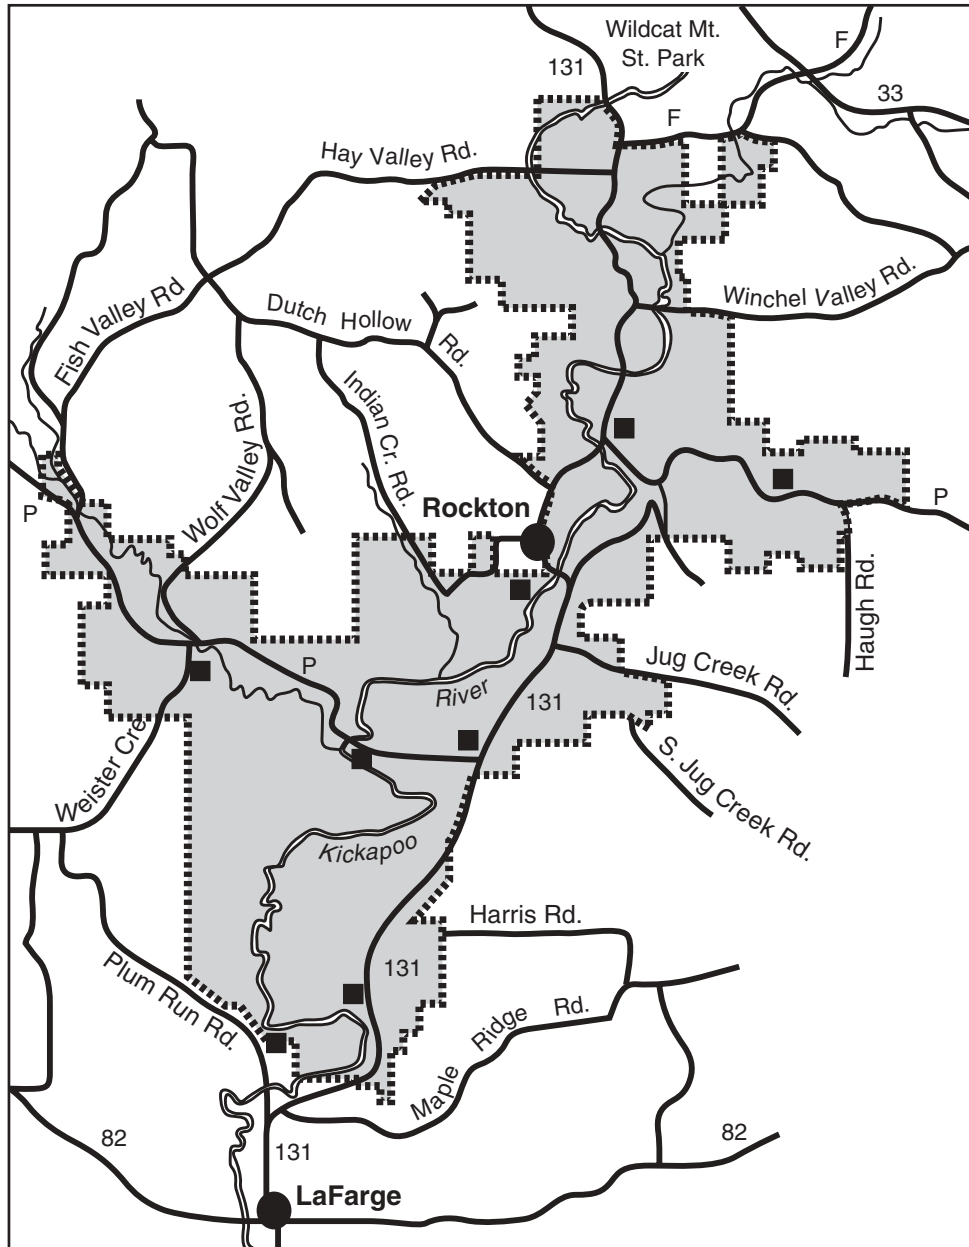 Wildcat Mt.
St. Park
131
F
33
F
Hay Valley Rd.
Fish Valley Rd
Dutch Hollow
Rd.
Winchel Valley Rd.
Indian Cr. Rd.
Wolf Valley Rd.
P
Rockton
P
Haugh Rd.
P
River
131
Jug Creek Rd.
S. Jug Creek Rd.
Weister Cre
Kickapoo
Harris Rd.
131
Plum Run Rd.
Maple Ridge Rd.
82
131
82
LaFarge